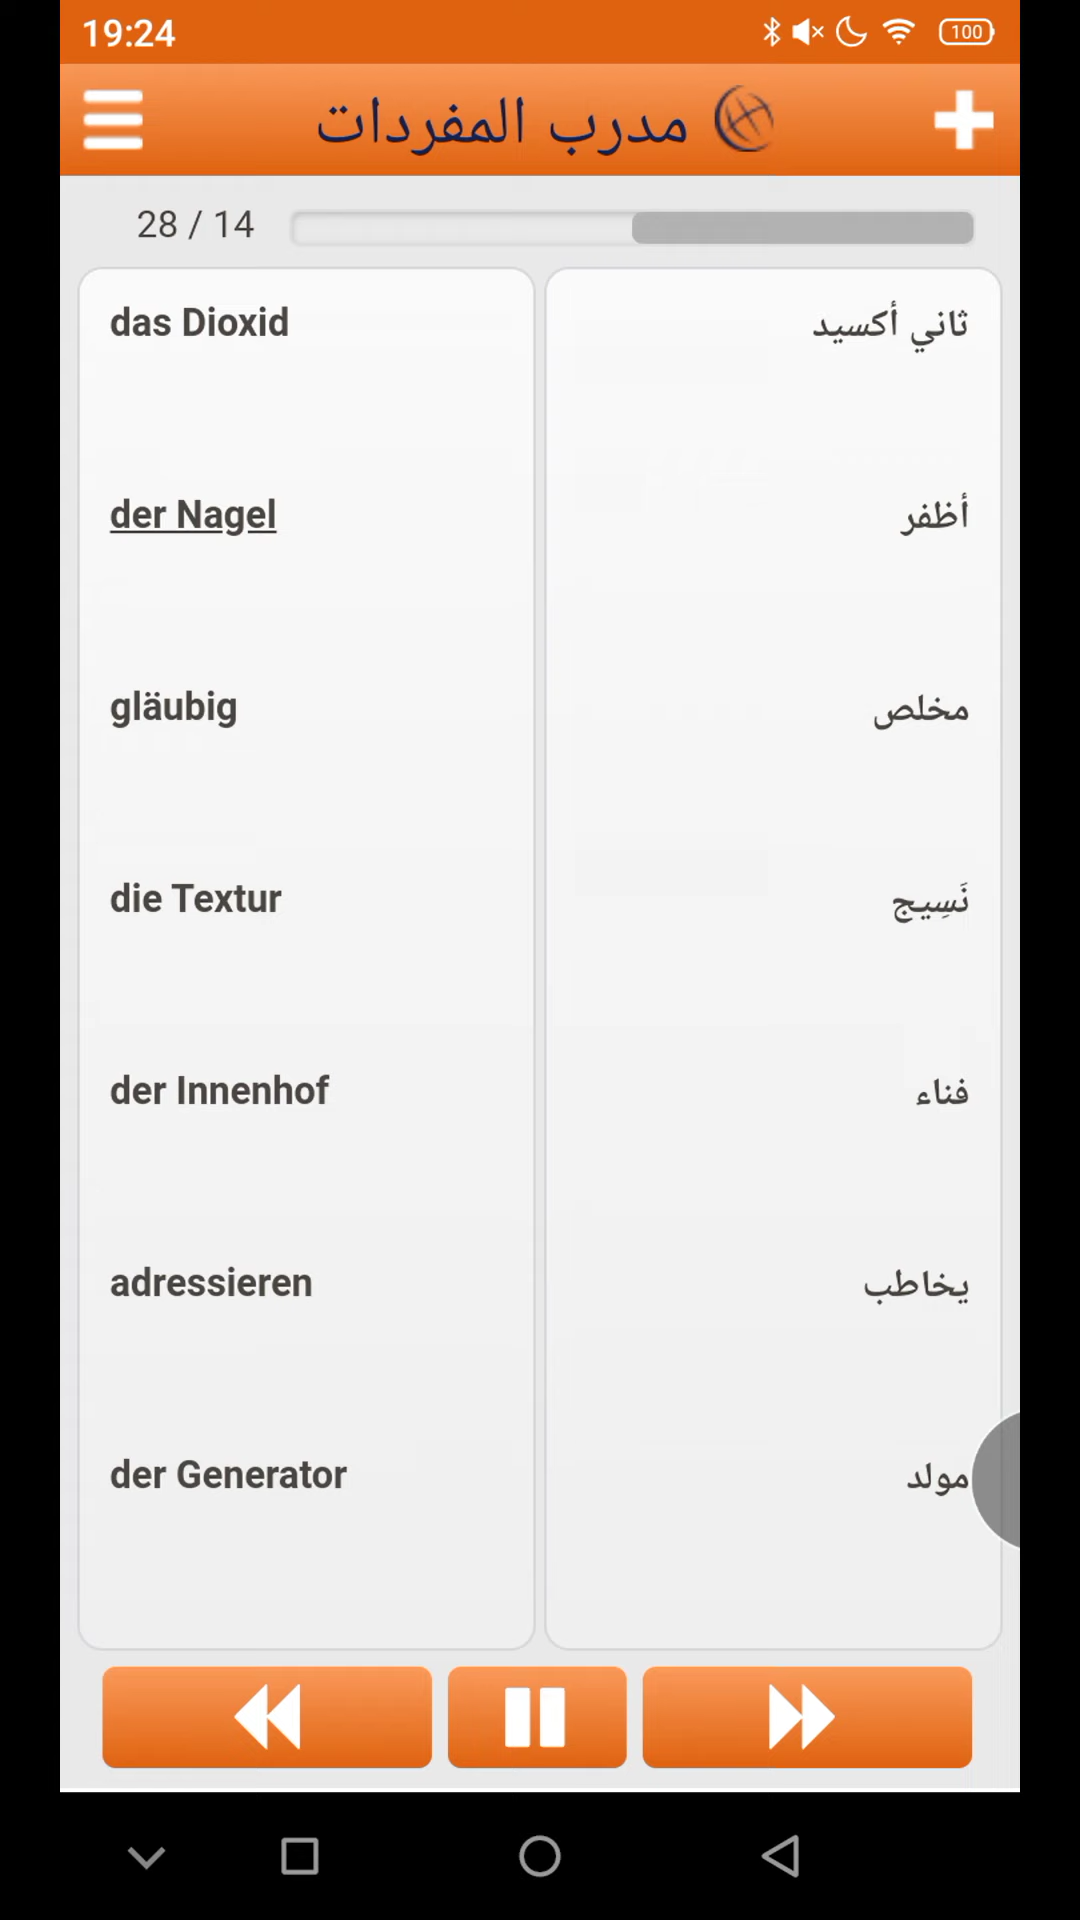 19:24
100
مدرب المفردات
28 / 14
das Dioxid
ثاني أكسيد
der Nagel
أظفر
gläubig
مخلص
die Textur
نَسِيج
der Innenhof
فناء
adressieren
يخاطب
der Generator
مولد